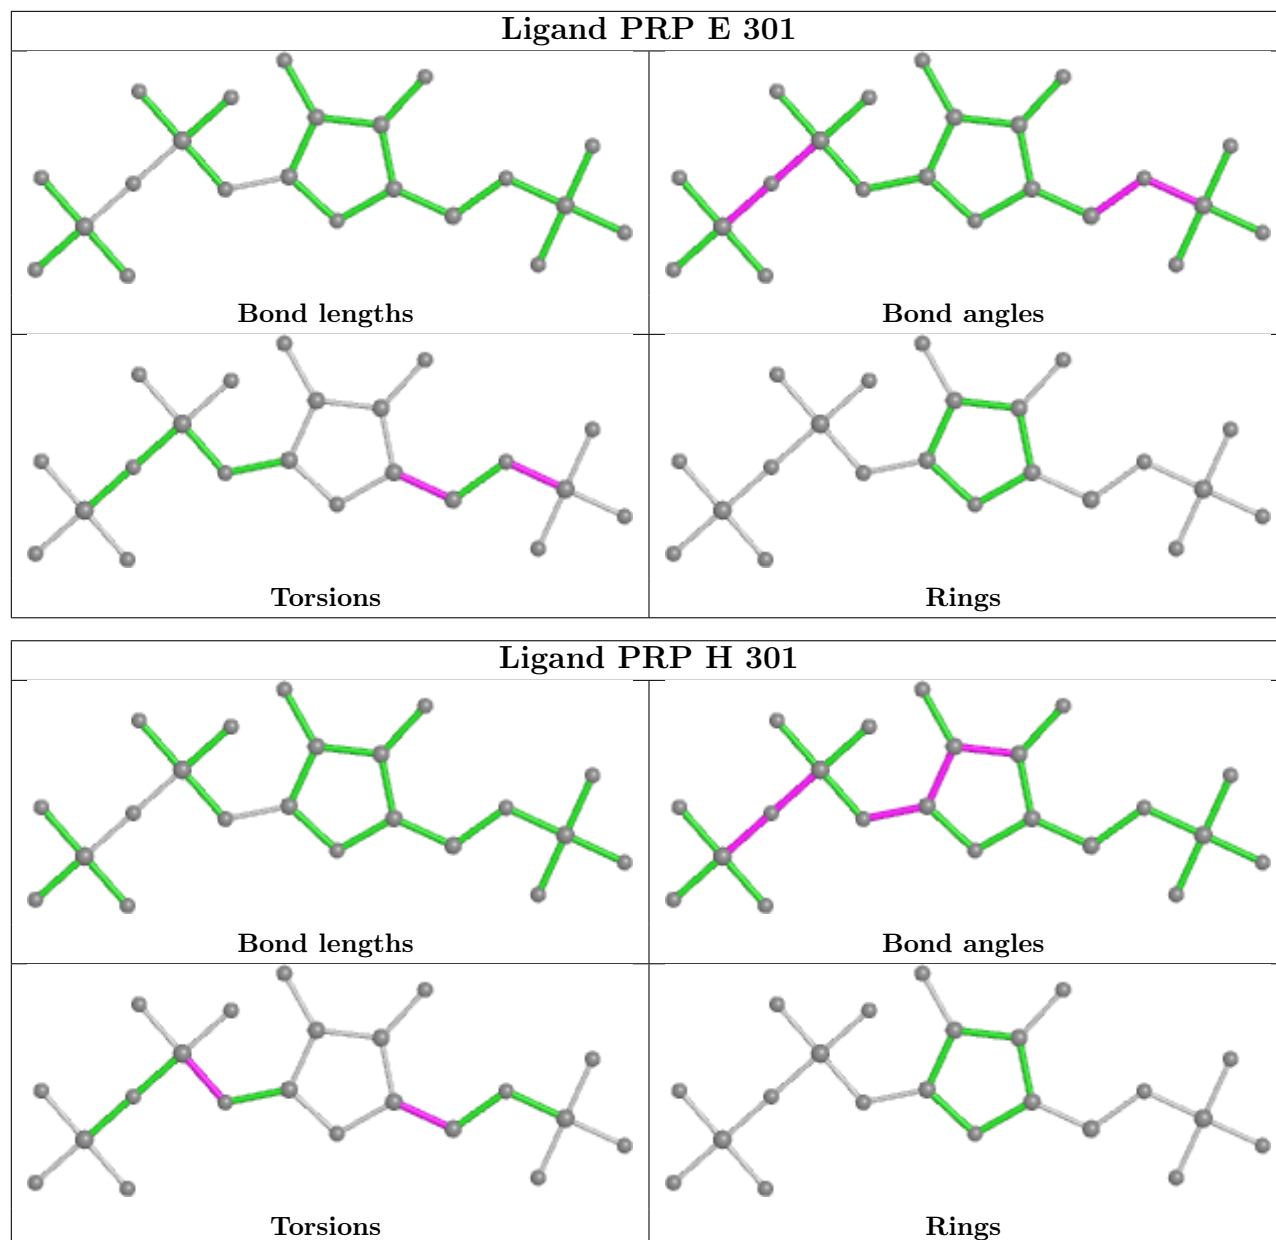 Ligand PRP E 301
Bond lengths
Bond angles
Torsions
Rings
Ligand PRP H 301
Bond lengths
Bond angles
Torsions
Rings